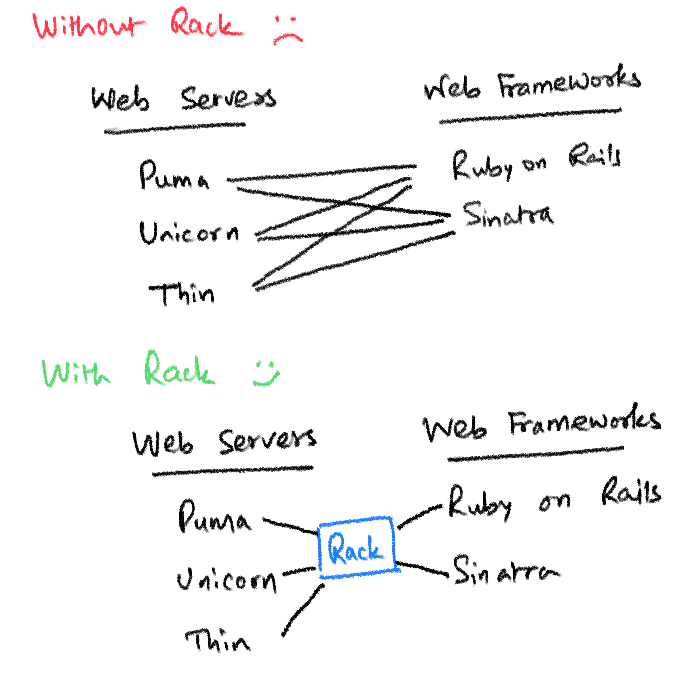 Without Rack :(
Web Servers
Web Frameworks
Puma
Ruby on Rails
Unicorn
Sinatra
Thin
With Rack :)
Web Servers
Web Frameworks
Puma
Ruby on Rails
Rack
Unicorn
Sinatra
Thin